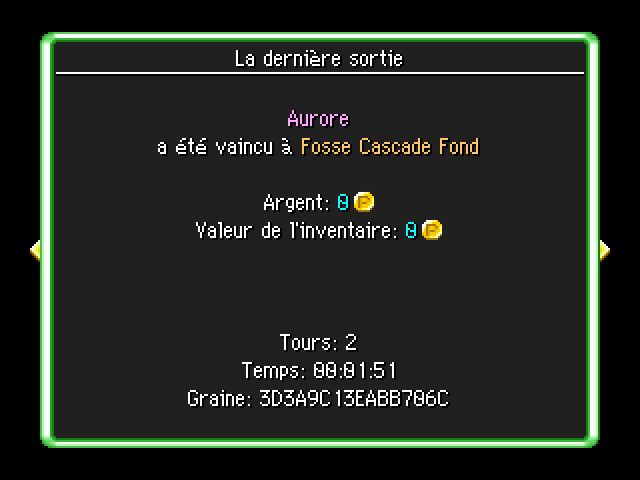 La dernière sortie
Aurore
a été vaincu à Fosse Cascade Fond
Argent: 0
Valeur de l'inventaire: 0
Tours: 2
Temps: 00:01:51
Graine: 3D3A9C13EABB706C